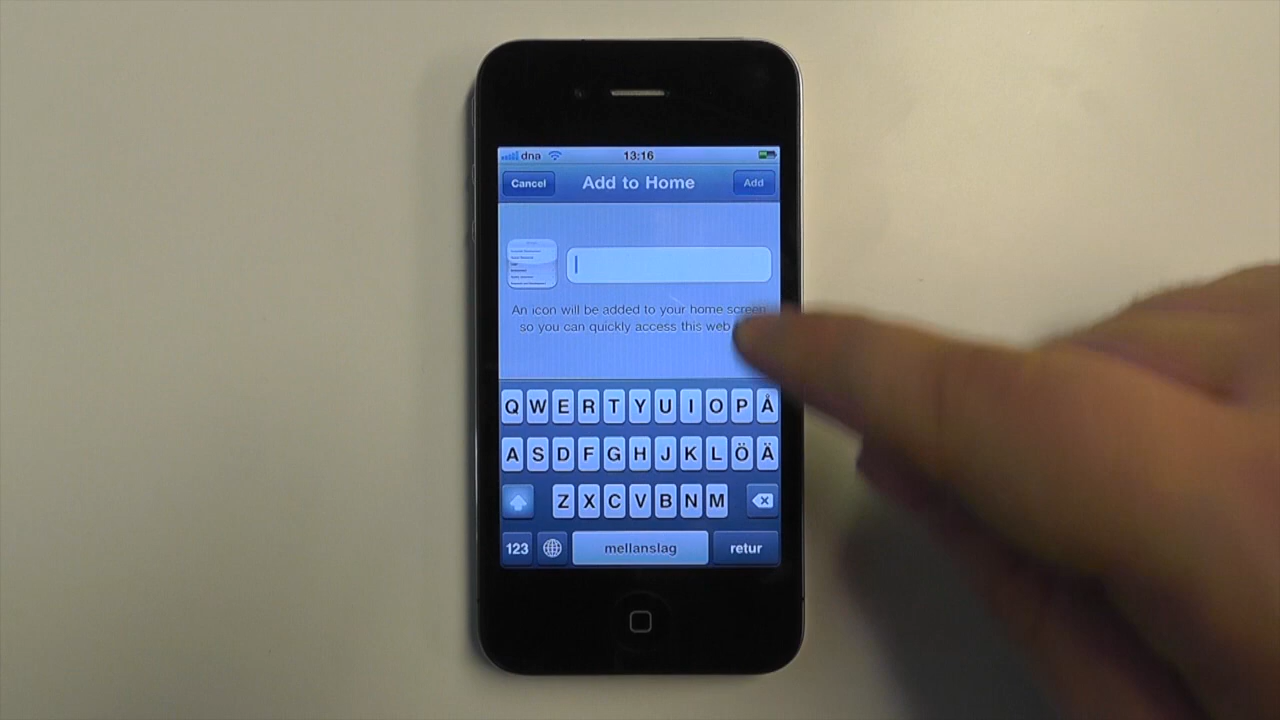 dna 13:16
Cancel Add to Home Add
An icon will be added to your home screen
so you can quickly access this web
Q W E R T Y U I O P Å
A S D F G H J K L Ö Ä
Z X C V B N M
123 mellanslag retur